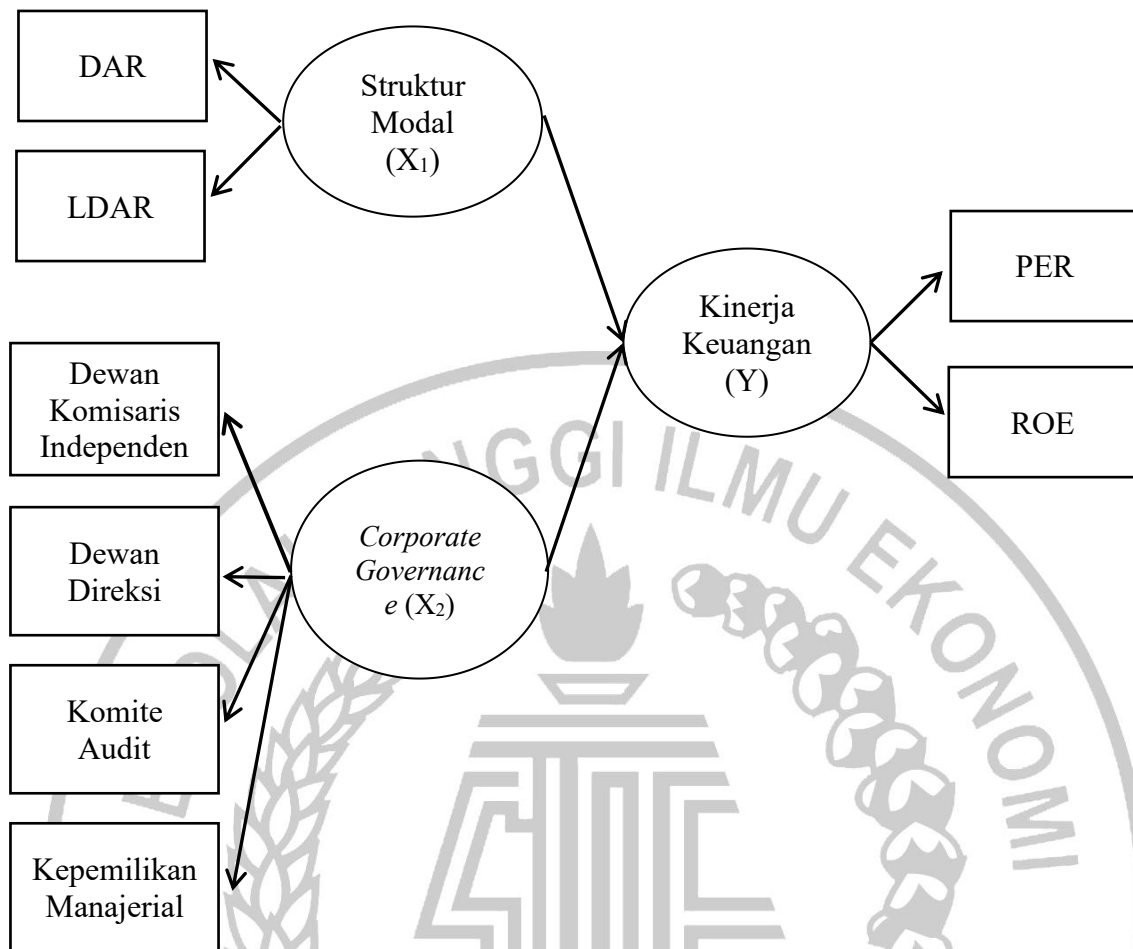 DAR
LDAR
Struktur
Modal
(X₁)
Kinerja
Keuangan
(Y)
PER
ROE
Dewan
Komisaris
Independen
Dewan
Direksi
Komite
Audit
Kepemilikan
Manajerial
Corporate
Governanc
e (X₂)
NGGI ILMU EKONOMI